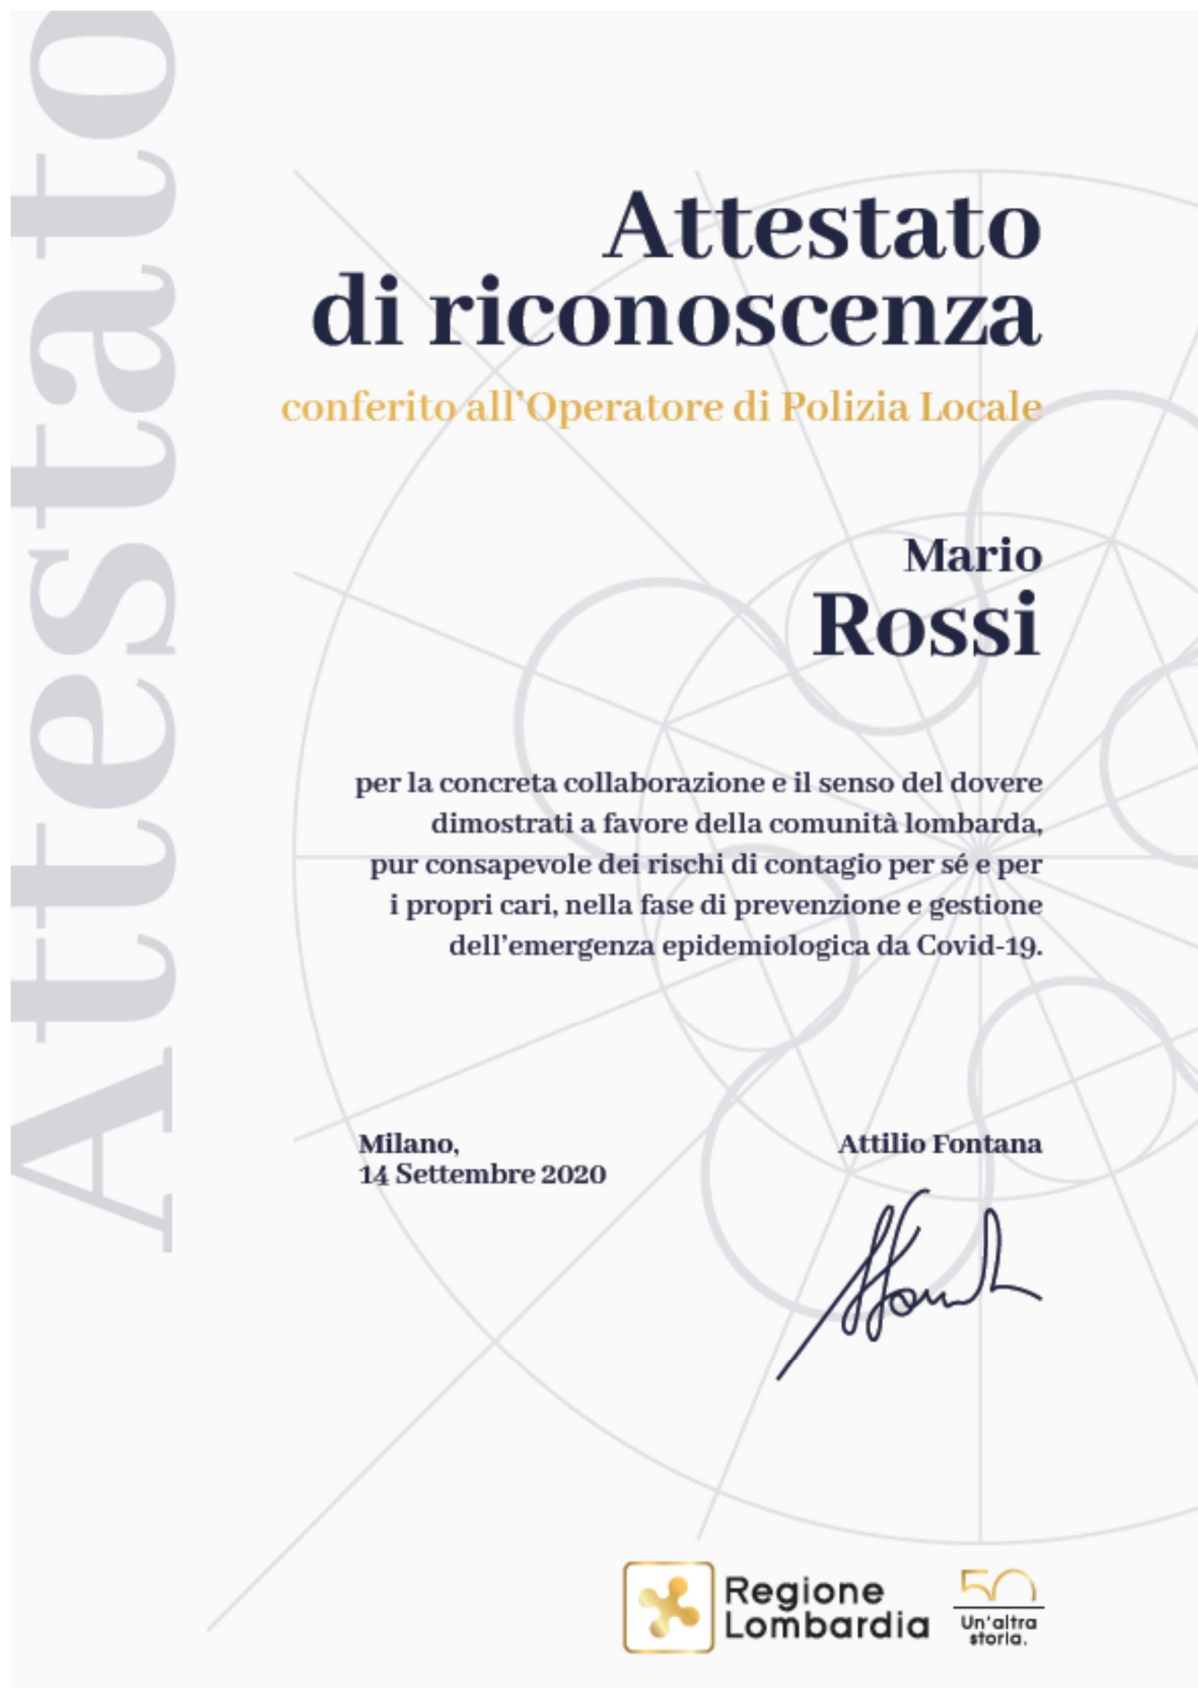 Attestato
Attestato
di riconoscenza
conferito all'Operatore di Polizia Locale
Mario
Rossi
per la concreta collaborazione e il senso del dovere
dimostrati a favore della comunità lombarda,
pur consapevole dei rischi di contagio per sé e per
i propri cari, nella fase di prevenzione e gestione
dell'emergenza epidemiologica da Covid-19.
Milano,
14 Settembre 2020
Attilio Fontana
Regione
Lombardia
50
Un'altra
storia.